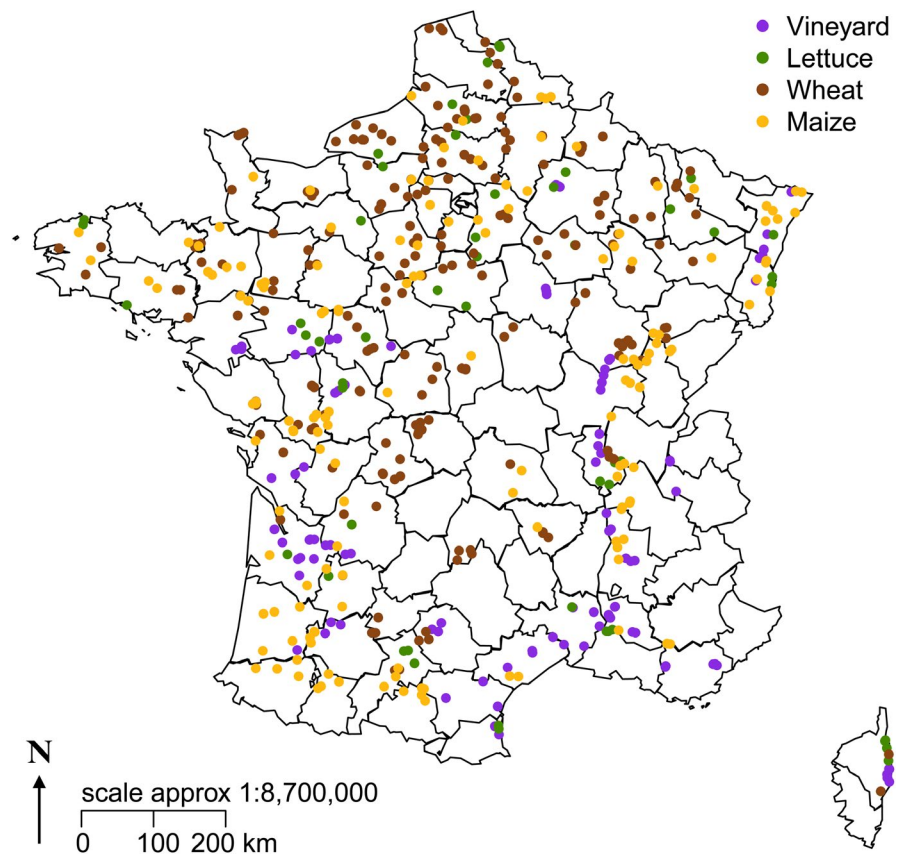 Vineyard
Lettuce
Wheat
Maize
N
scale approx 1:8,700,000
0 100 200 km